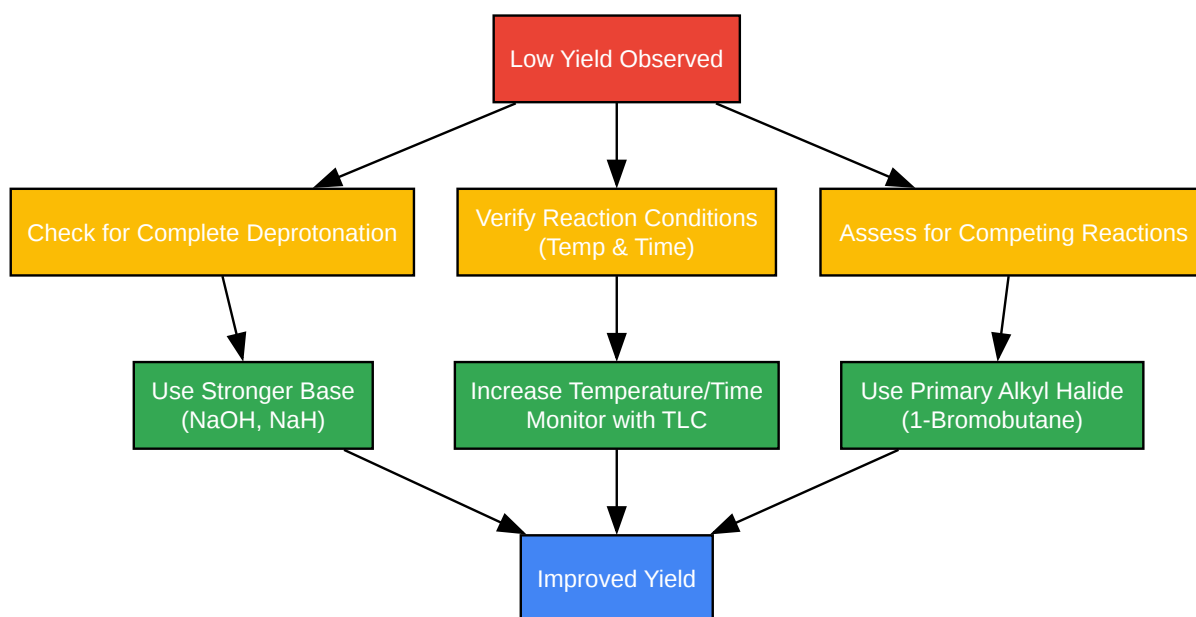 Low Yield Observed
Check for Complete Deprotonation
Verify Reaction Conditions
(Temp & Time)
Assess for Competing Reactions
Use Stronger Base
(NaOH, NaH)
Increase Temperature/Time
Monitor with TLC
Use Primary Alkyl Halide
(1-Bromobutane)
Improved Yield